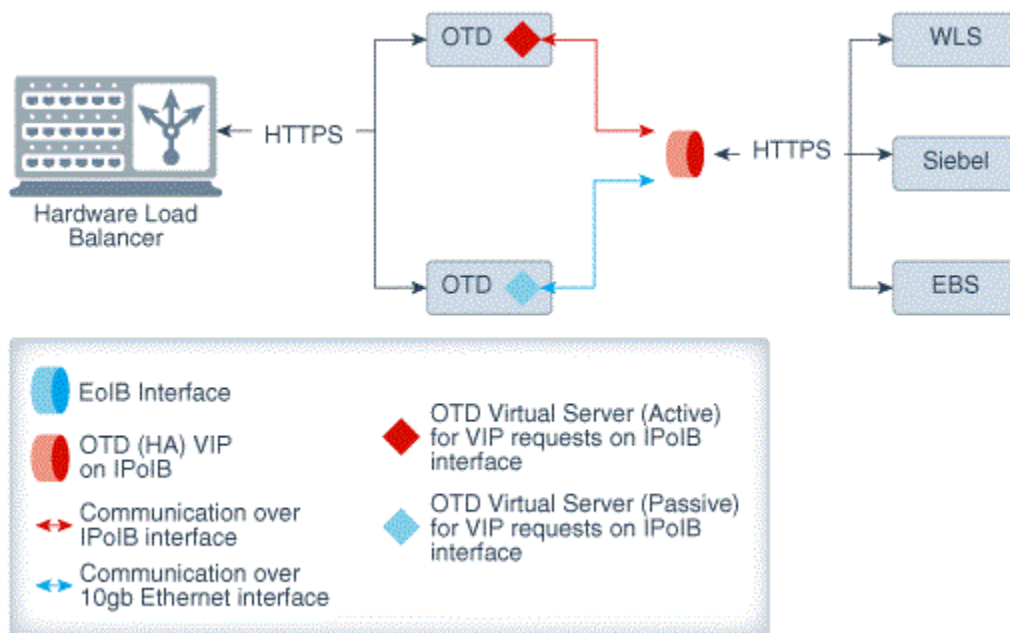 OTD
WLS
HTTPS
HTTPS
Siebel
Hardware Load
Balancer
OTD
EBS
EoIB Interface
OTD (HA) VIP
on IPoIB
Communication over
IPoIB interface
Communication over
10gb Ethernet interface
OTD Virtual Server (Active)
for VIP requests on IPoIB
interface
OTD Virtual Server (Passive)
for VIP requests on IPoIB
interface